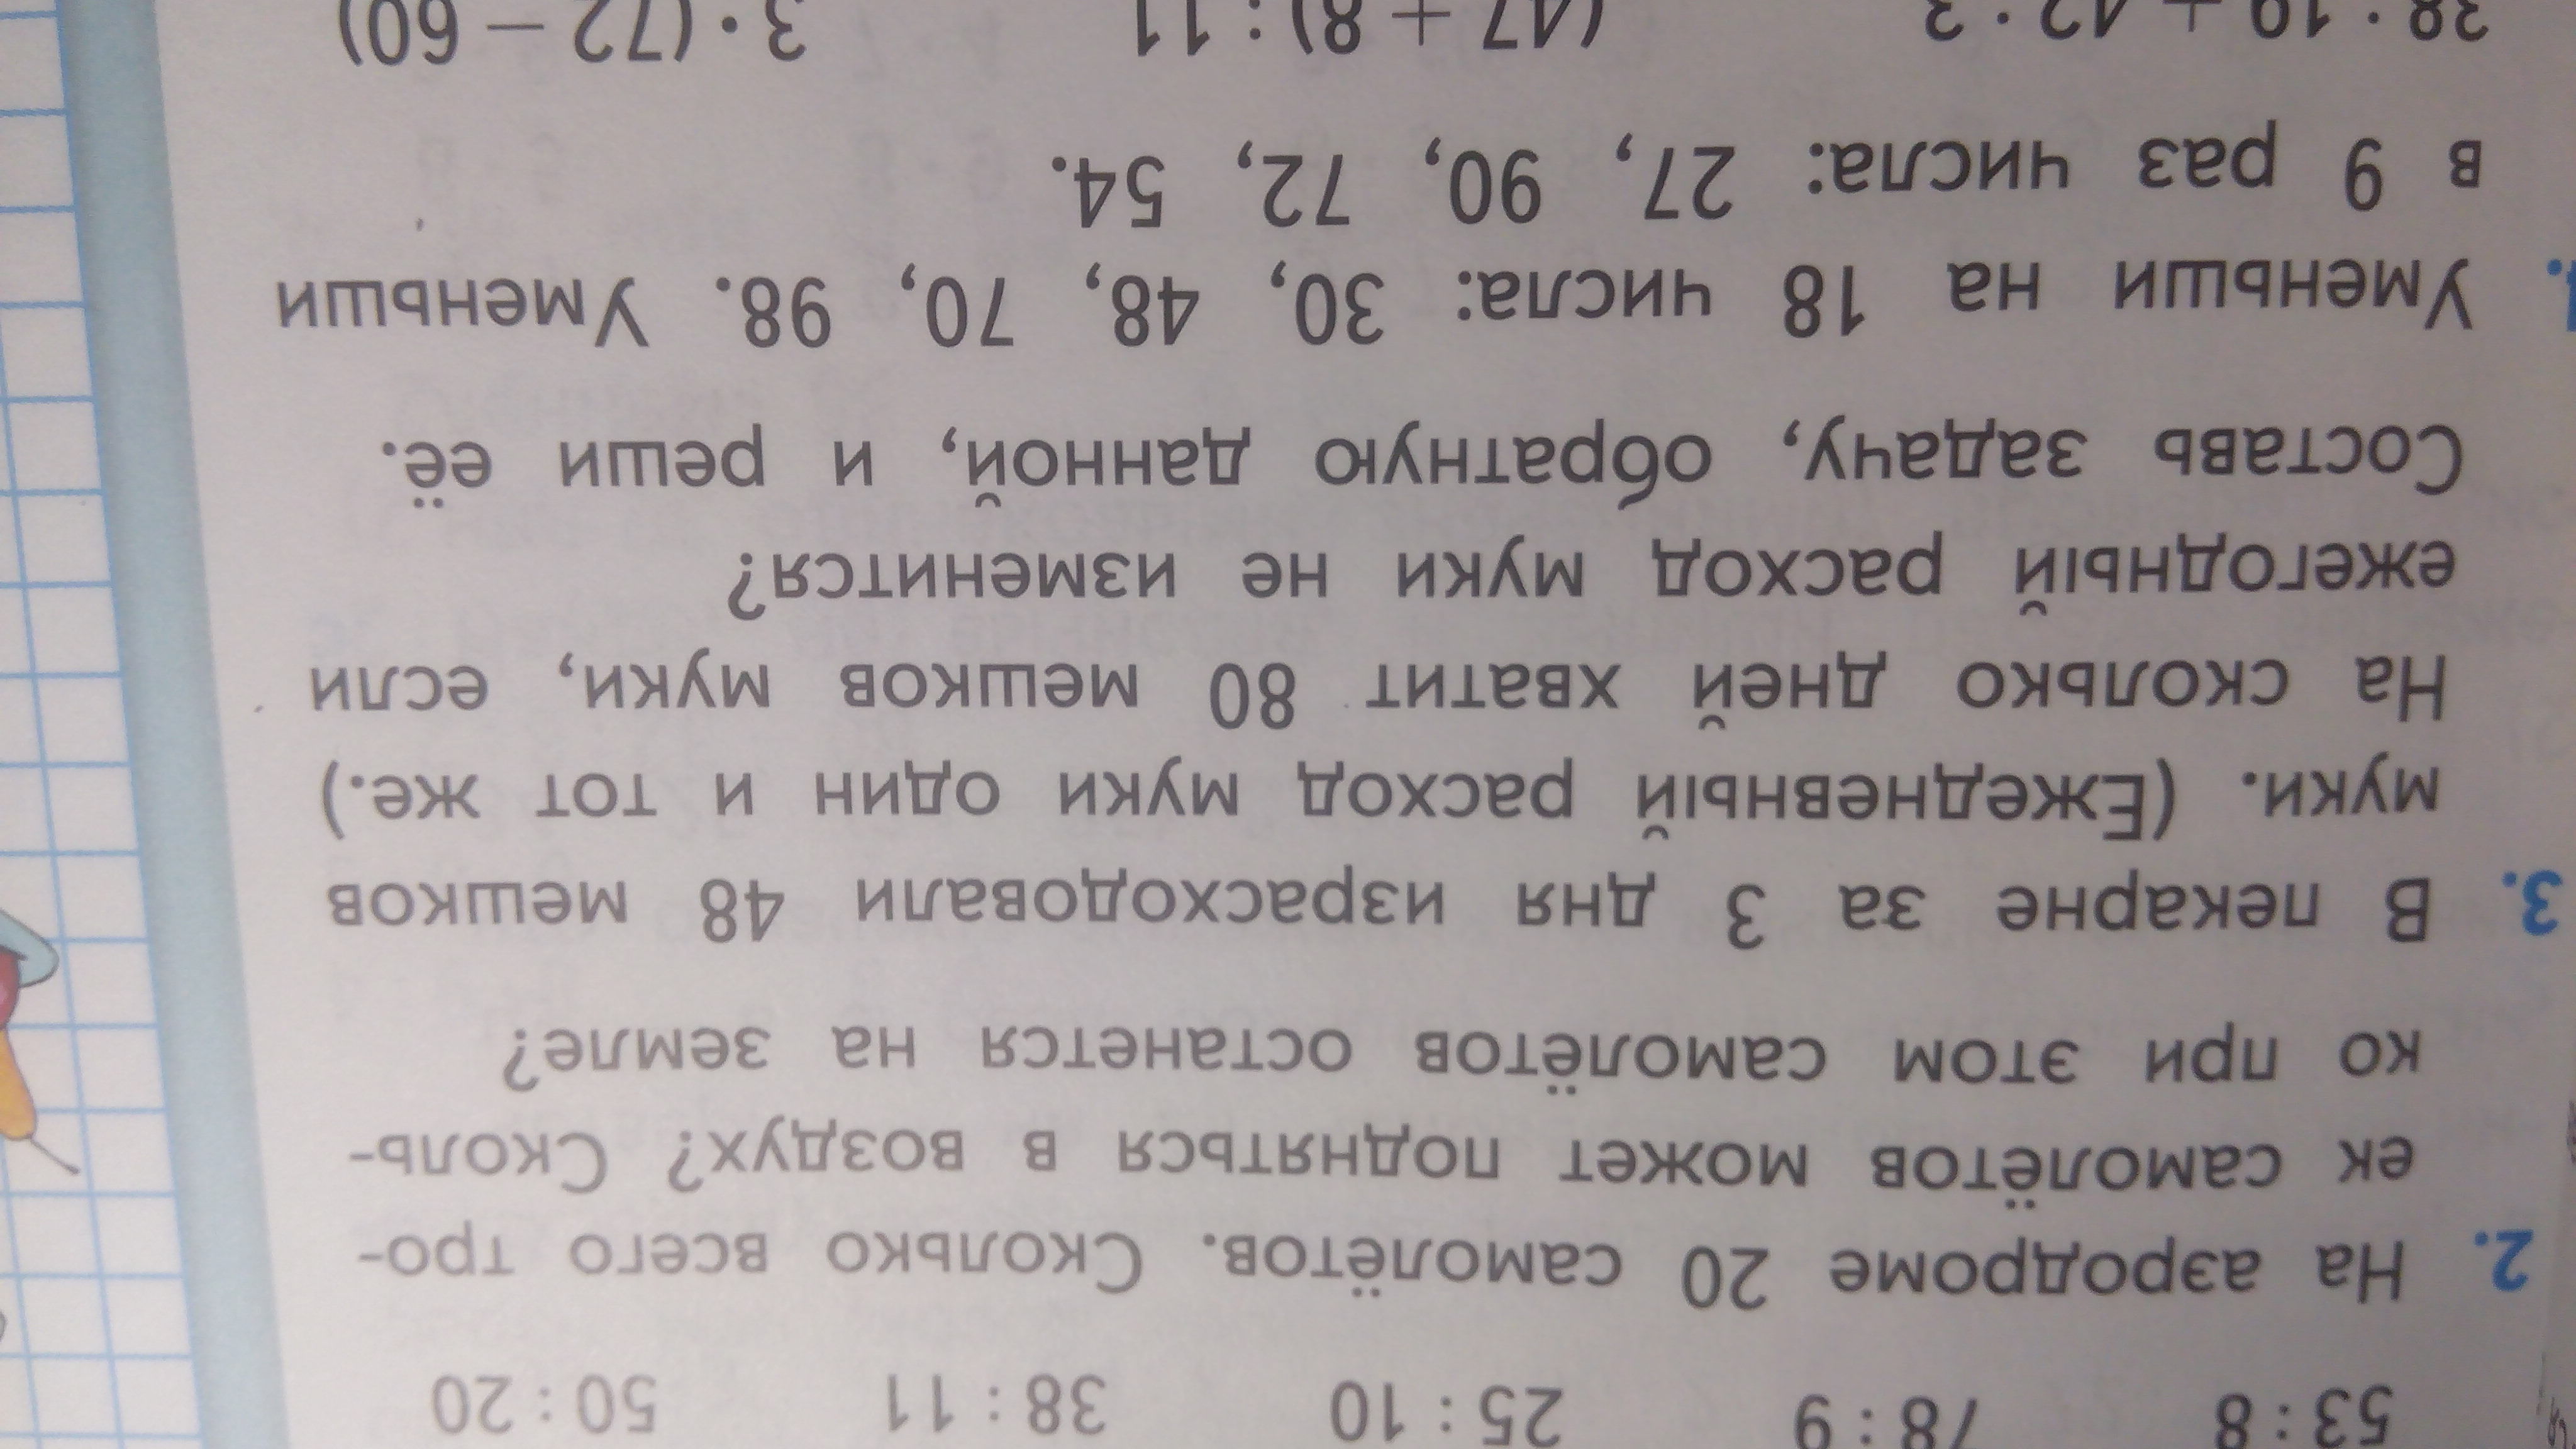 53 : 8 78 : 9 25 : 10 38 : 11 50 : 20
2. На аэродроме 20 самолётов. Сколько всего тро-
ек самолётов может подняться в воздух? Сколь-
ко при этом самолётов останется на земле?
3. В пекарне за 3 дня израсходовали 48 мешков
муки. (Ежедневный расход муки один и тот же.)
На сколько дней хватит 80 мешков муки, если
ежегодный расход муки не изменится?
Составь задачу, обратную данной, и реши её.
Уменьши на 18 числа: 30, 48, 70, 98. Уменьши
в 9 раз числа: 27, 90, 72, 54.
(47 + 8) : 11 3 · (72 − 60)